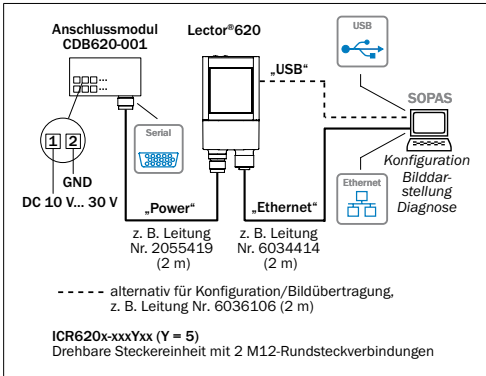 Anschlussmodul
CDB620-001
Lector®620
USB
„USB“
SOPAS
Serial
1 2
GND
DC 10 V... 30 V
Konfiguration
Bilddar-
stellung
Diagnose
Ethernet
„Power“
„Ethernet“
z. B. Leitung
Nr. 2055419
(2 m)
z. B. Leitung
Nr. 6034414
(2 m)
----- alternativ für Konfiguration/Bildübertragung,
z. B. Leitung Nr. 6036106 (2 m)
ICR620x-xxxYxx (Y = 5)
Drehbare Steckereinheit mit 2 M12-Rundsteckverbindungen